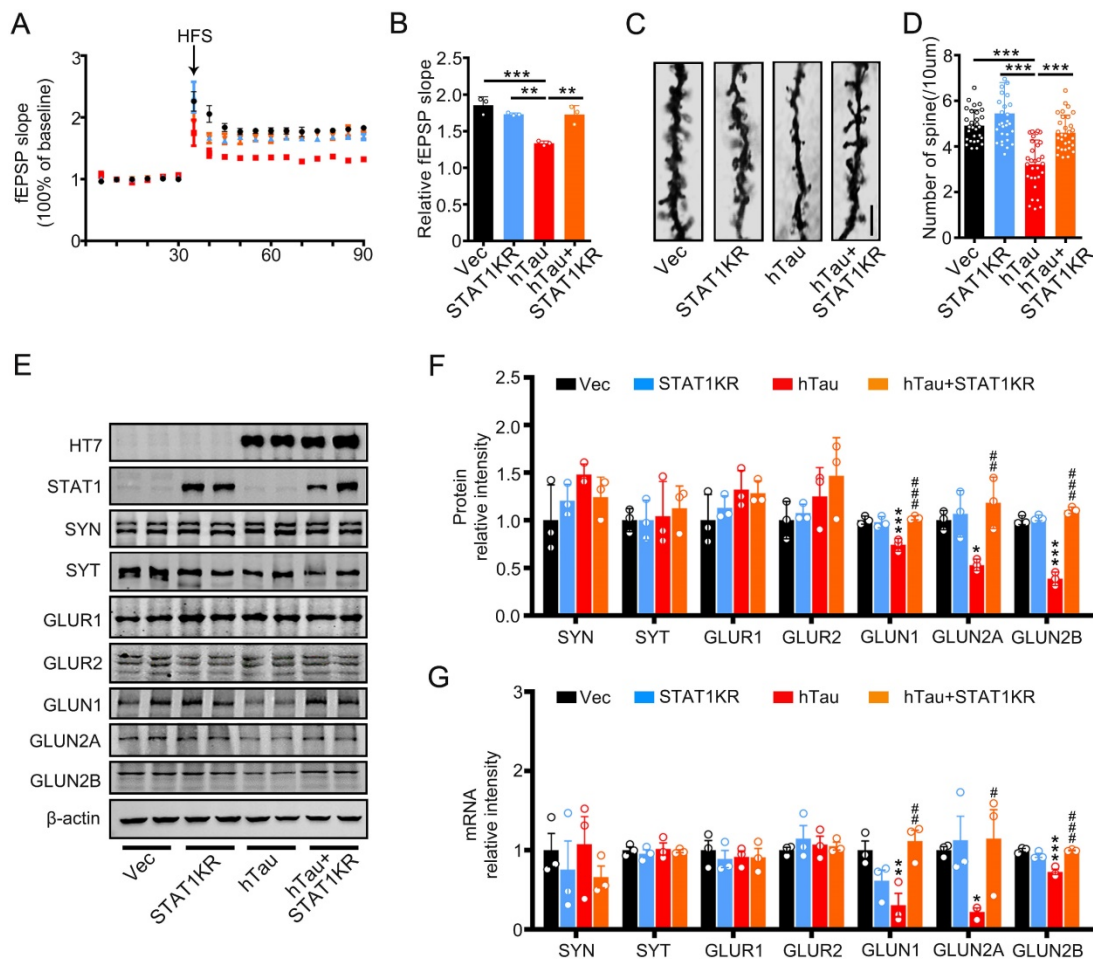 A
HFS
3
2
1
0
30
60
90
fEPSP slope
(100% of baseline)
B
***
** **
2.5
2.0
1.5
1.0
0.5
0.0
Relative fEPSP slope
Vec
STAT1KR
hTau
hTau+
STAT1KR
C
Vec
STAT1KR
hTau
hTau+
STAT1KR
D
***
*** ***
8
6
4
2
0
Number of spine(/10um)
Vec
STAT1KR
hTau
hTau+
STAT1KR
E
HT7
STAT1
SYN
SYT
GLUR1
GLUR2
GLUN1
GLUN2A
GLUN2B
β-actin
Vec
STAT1KR
hTau
hTau+
STAT1KR
F
Vec STAT1KR hTau hTau+STAT1KR
2.5
2.0
1.5
1.0
0.5
0.0
Protein
relative intensity
*** ### * ## *** ###
SYN SYT GLUR1 GLUR2 GLUN1 GLUN2A GLUN2B
G
Vec STAT1KR hTau hTau+STAT1KR
3
2
1
0
mRNA
relative intensity
** ## * # *** ###
SYN SYT GLUR1 GLUR2 GLUN1 GLUN2A GLUN2B